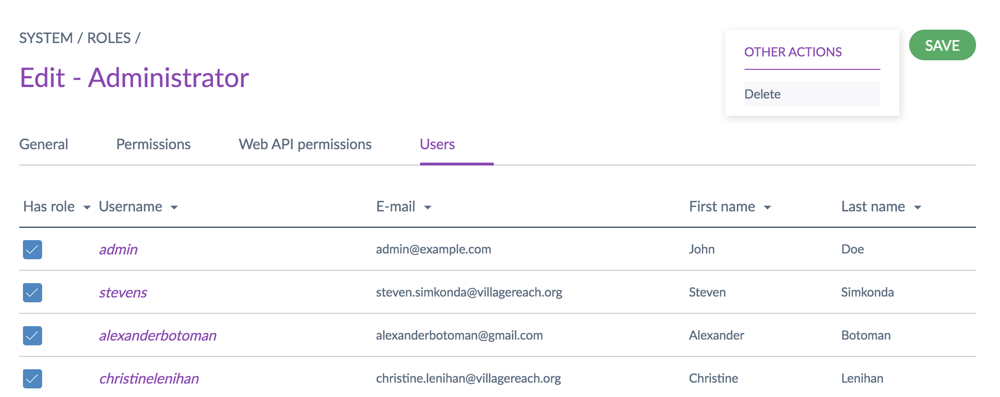 SYSTEM / ROLES /
OTHER ACTIONS
SAVE
Edit - Administrator
Delete
General Permissions Web API permissions Users
Has role Username E-mail First name Last name
admin admin@example.com John Doe
stevens steven.simkonda@villagereach.org Steven Simkonda
alexanderbotoman alexanderbotoman@gmail.com Alexander Botoman
christinelenihan christine.lenihan@villagereach.org Christine Lenihan